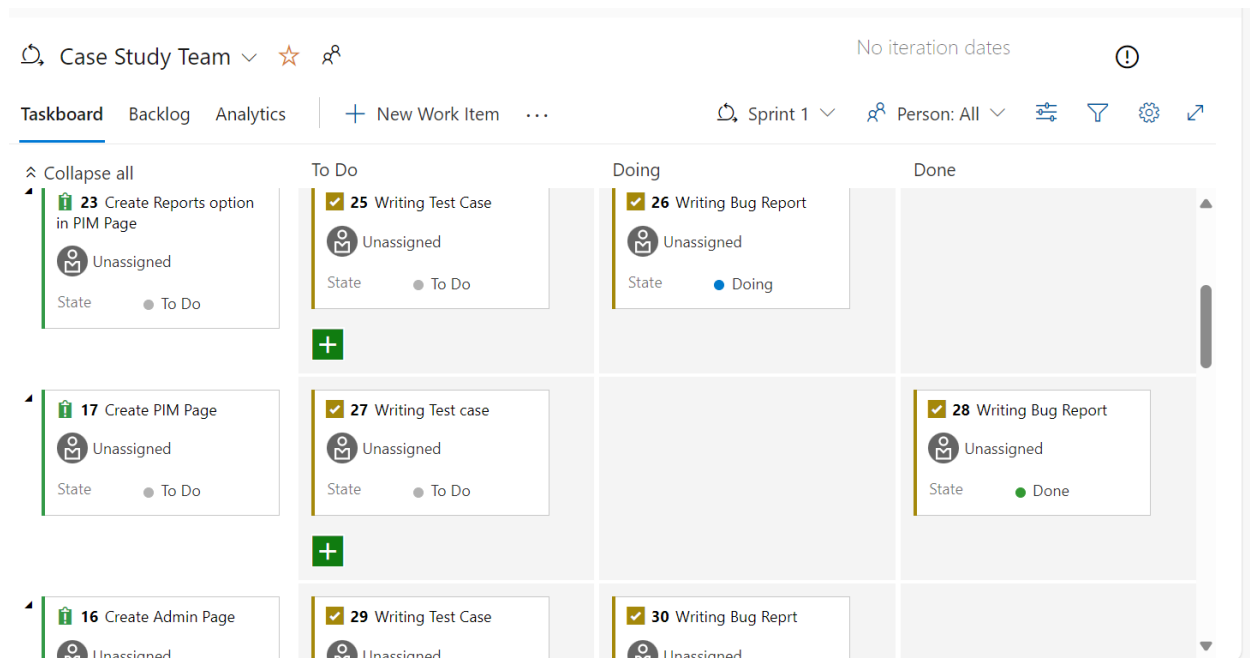 Case Study Team
No iteration dates
Taskboard Backlog Analytics New Work Item Sprint 1 Person: All
Collapse all To Do Doing Done
23 Create Reports option
in PIM Page
Unassigned
State To Do
25 Writing Test Case
Unassigned
State To Do
26 Writing Bug Report
Unassigned
State Doing
17 Create PIM Page
Unassigned
State To Do
27 Writing Test case
Unassigned
State To Do
28 Writing Bug Report
Unassigned
State Done
16 Create Admin Page
Unassigned
29 Writing Test Case
Unassigned
30 Writing Bug Reprt
Unassigned